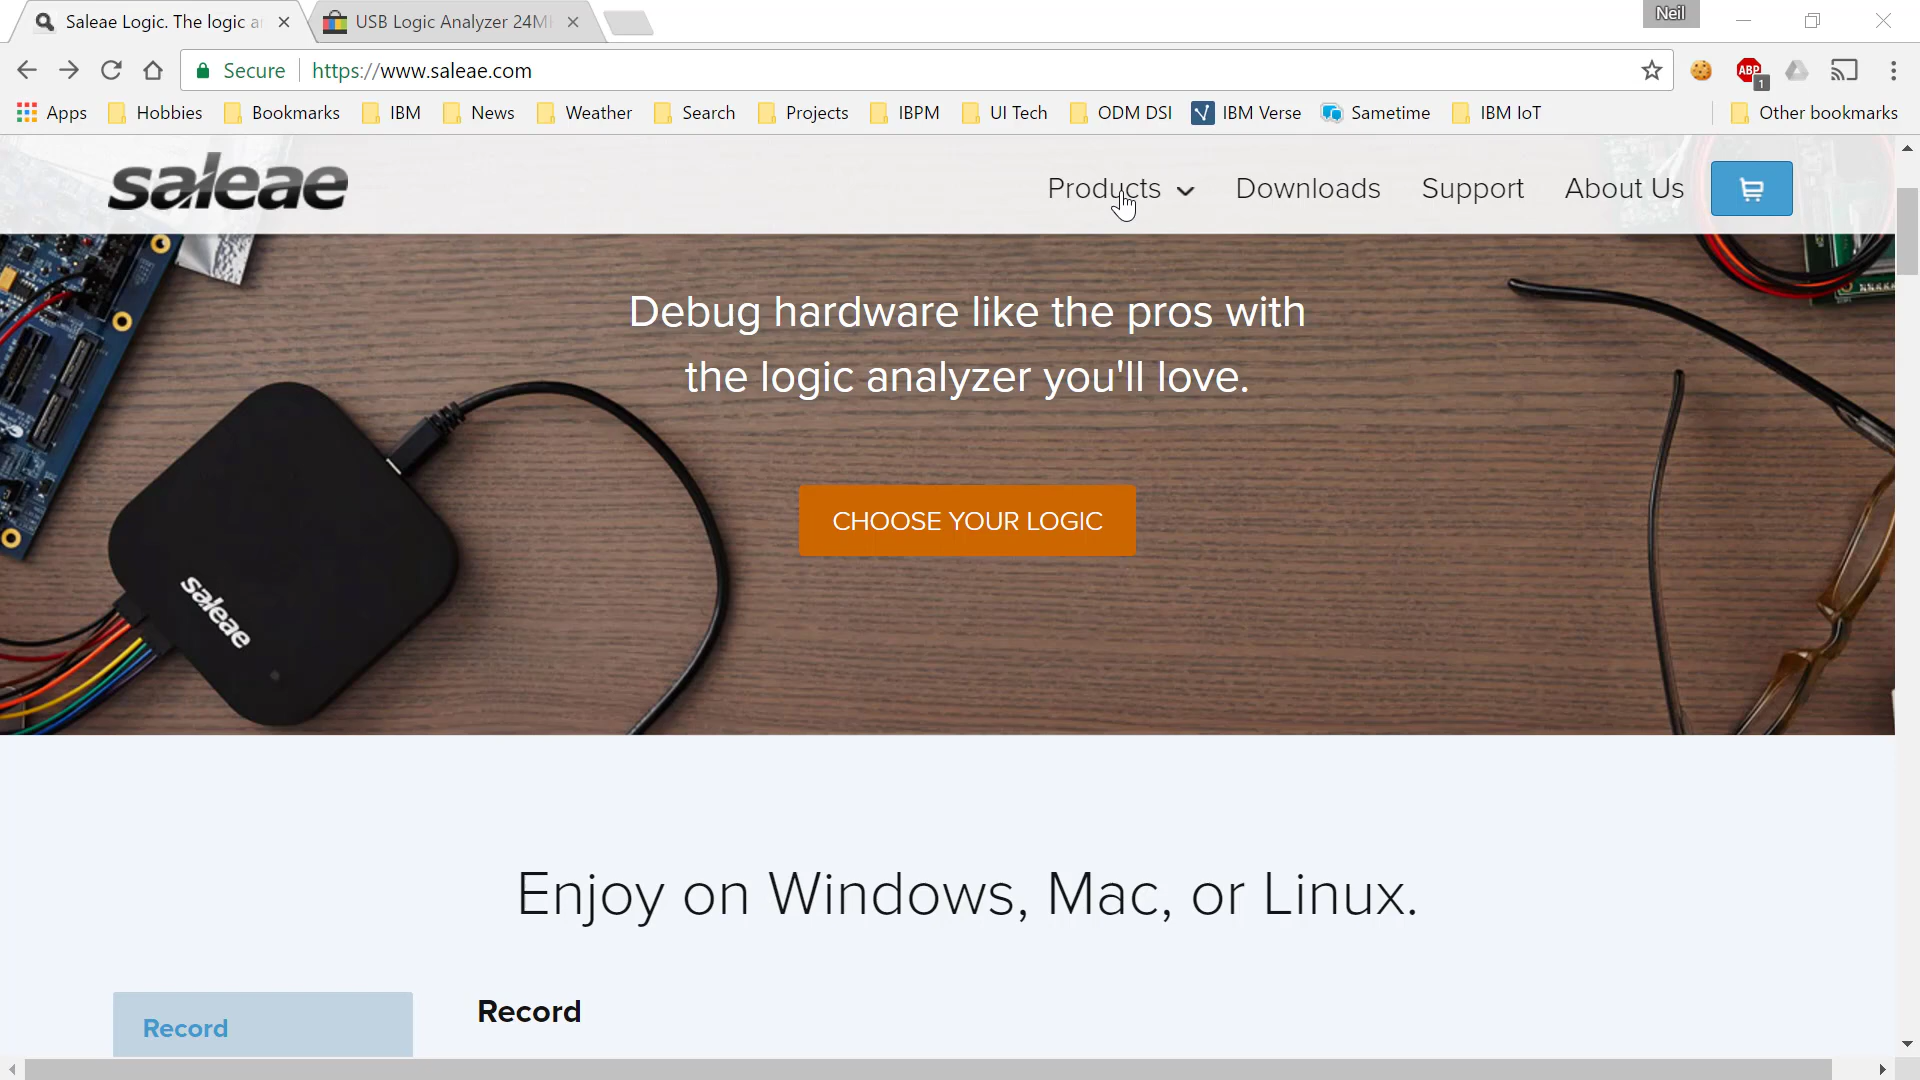 Saleae Logic. The logic a
USB Logic Analyzer 24M
Neil
Secure
https://www.saleae.com
ABP
1
Apps
Hobbies
Bookmarks
IBM
News
Weather
Search
Projects
IBPM
UI Tech
ODM DSI
IBM Verse
Sametime
IBM IoT
Other bookmarks
saleae
Products
Downloads
Support
About Us
Debug hardware like the pros with
the logic analyzer you'll love.
CHOOSE YOUR LOGIC
saleae
Enjoy on Windows, Mac, or Linux.
Record
Record